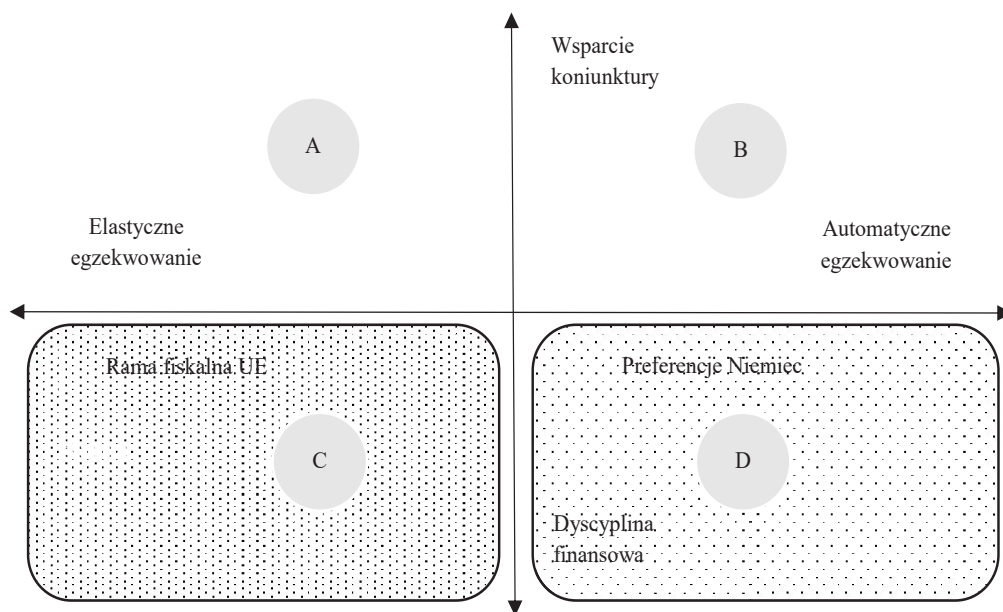 Wsparcie
koniunktury
A
B
Elastyczne
egzekwowanie
Automatyczne
egzekwowanie
Rama fiskalna UE
Preferencje Niemiec
C
D
Dyscyplina
finansowa